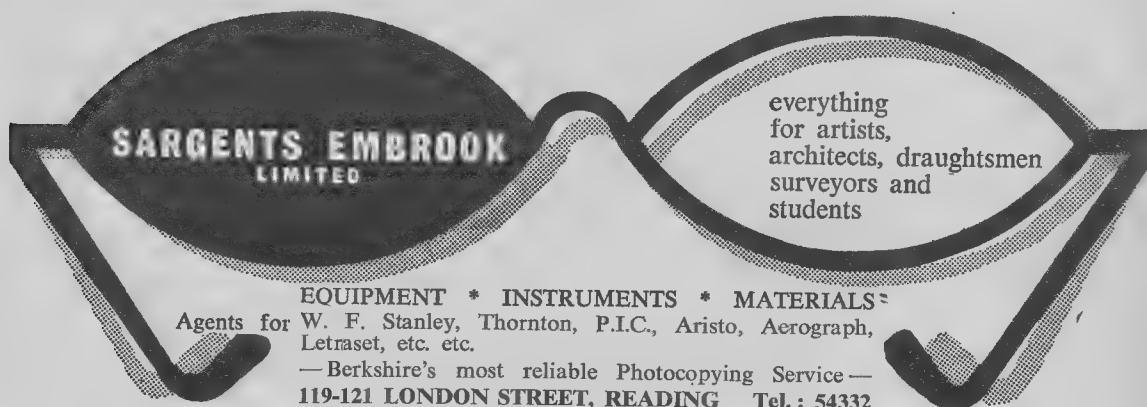 SARGENTS EMBROOK
LIMITED
everything
for artists,
architects, draughtsmen
surveyors and
students
EQUIPMENT * INSTRUMENTS * MATERIALS
Agents for W. F. Stanley, Thornton, P.I.C., Aristo, Aerograph,
Letraset, etc. etc.
—Berkshire's most reliable Photocopying Service—
119-121 LONDON STREET, READING Tel.: 54332